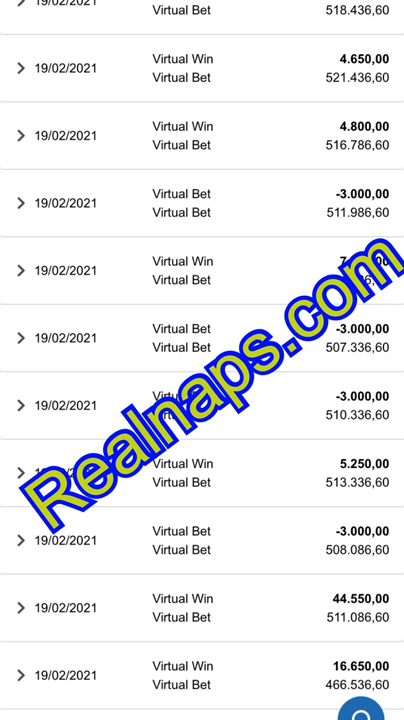 19/02/2021
Virtual Bet 518.436,60
Virtual Win 4.650,00
19/02/2021
Virtual Bet 521.436,60
Virtual Win 4.800,00
19/02/2021
Virtual Bet 516.786,60
Virtual Bet -3.000,00
19/02/2021
Virtual Bet 511.986,60
Virtual Win
19/02/2021
Virtual Bet
Virtual Bet -3.000,00
19/02/2021
Virtual Bet 507.336,60
-3.000,00
19/02/2021
510.336,60
Virtual Win 5.250,00
Virtual Bet 513.336,60
Virtual Bet -3.000,00
19/02/2021
Virtual Bet 508.086,60
Virtual Win 44.550,00
19/02/2021
Virtual Bet 511.086,60
Virtual Win 16.650,00
19/02/2021
Virtual Bet 466.536,60
Realnaps.com